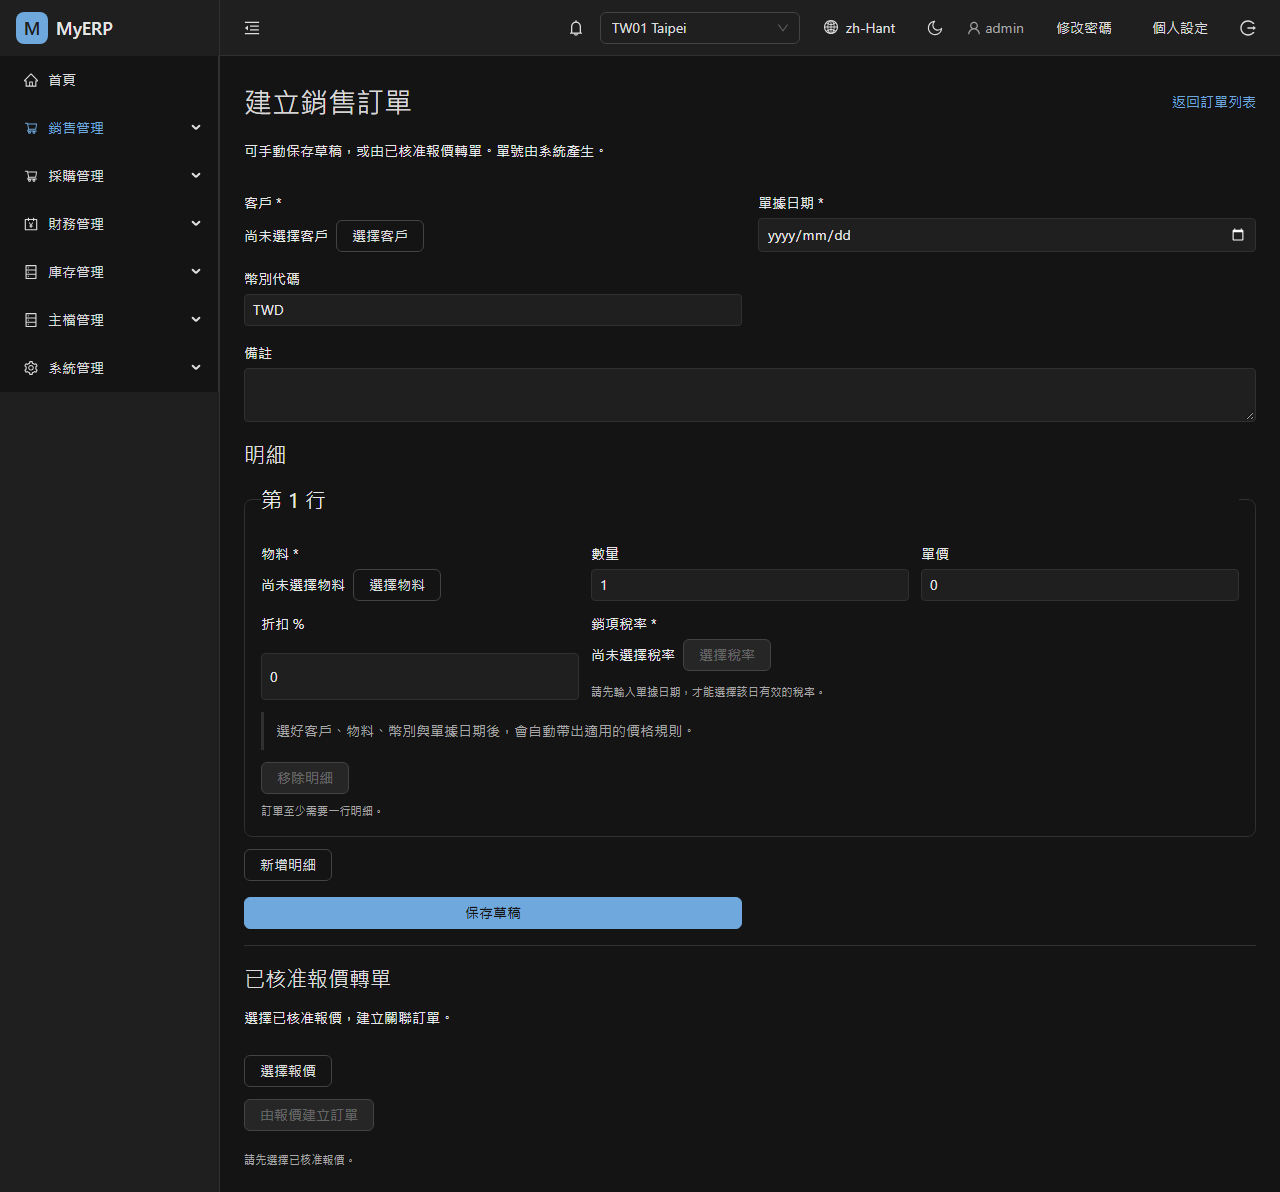 M MyERP
TW01 Taipei
zh-Hant
admin
修改密碼
個人設定
首頁
銷售管理
採購管理
財務管理
庫存管理
主檔管理
系統管理
建立銷售訂單
返回訂單列表
可手動保存草稿，或由已核准報價轉單。單號由系統產生。
客戶 *
單據日期 *
尚未選擇客戶 選擇客戶
yyyy/mm/dd
幣別代碼
TWD
備註
明細
第 1 行
物料 *
數量
單價
尚未選擇物料 選擇物料
1
0
折扣 %
銷項稅率 *
尚未選擇稅率 選擇稅率
0
請先輸入單據日期，才能選擇該日有效的稅率。
選好客戶、物料、幣別與單據日期後，會自動帶出適用的價格規則。
移除明細
訂單至少需要一行明細。
新增明細
保存草稿
已核准報價轉單
選擇已核准報價，建立關聯訂單。
選擇報價
由報價建立訂單
請先選擇已核准報價。